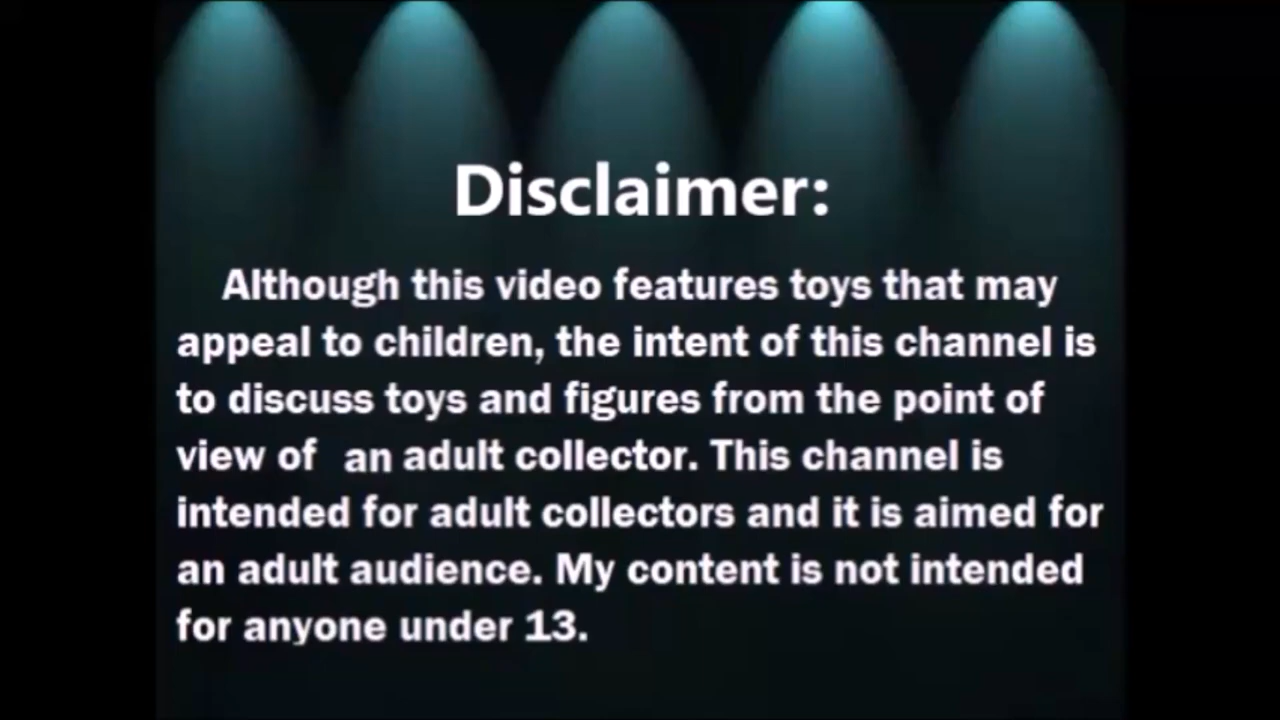 Disclaimer:
Although this video features toys that may
appeal to children, the intent of this channel is
to discuss toys and figures from the point of
view of an adult collector. This channel is
intended for adult collectors and it is aimed for
an adult audience. My content is not intended
for anyone under 13.